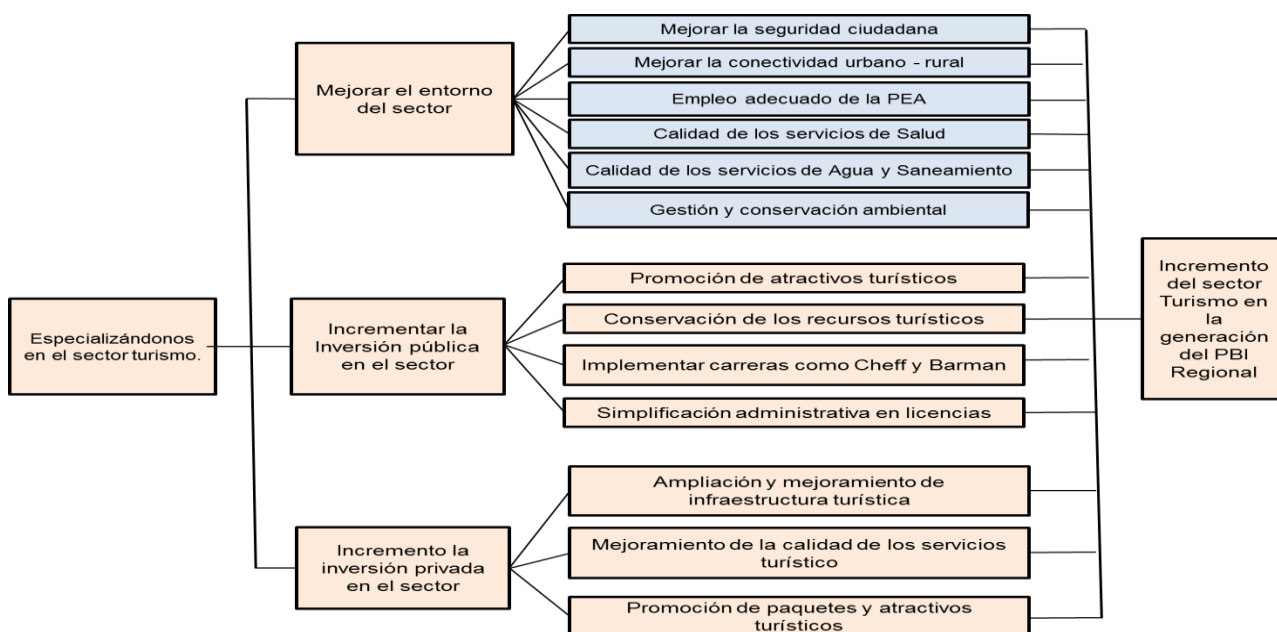 Especializándonos
en el sector turismo.
Mejorar el entorno
del sector
Mejorar la seguridad ciudadana
Mejorar la conectividad urbano - rural
Empleo adecuado de la PEA
Calidad de los servicios de Salud
Calidad de los servicios de Agua y Saneamiento
Gestión y conservación ambiental
Incrementar la
Inversión pública
en el sector
Promoción de atractivos turísticos
Conservación de los recursos turísticos
Implementar carreras como Cheff y Barman
Simplificación administrativa en licencias
Incremento la
inversión privada
en el sector
Ampliación y mejoramiento de
infraestructura turística
Mejoramiento de la calidad de los servicios
turístico
Promoción de paquetes y atractivos
turísticos
Incremento
del sector
Turismo en
la
generación
del PBI
Regional